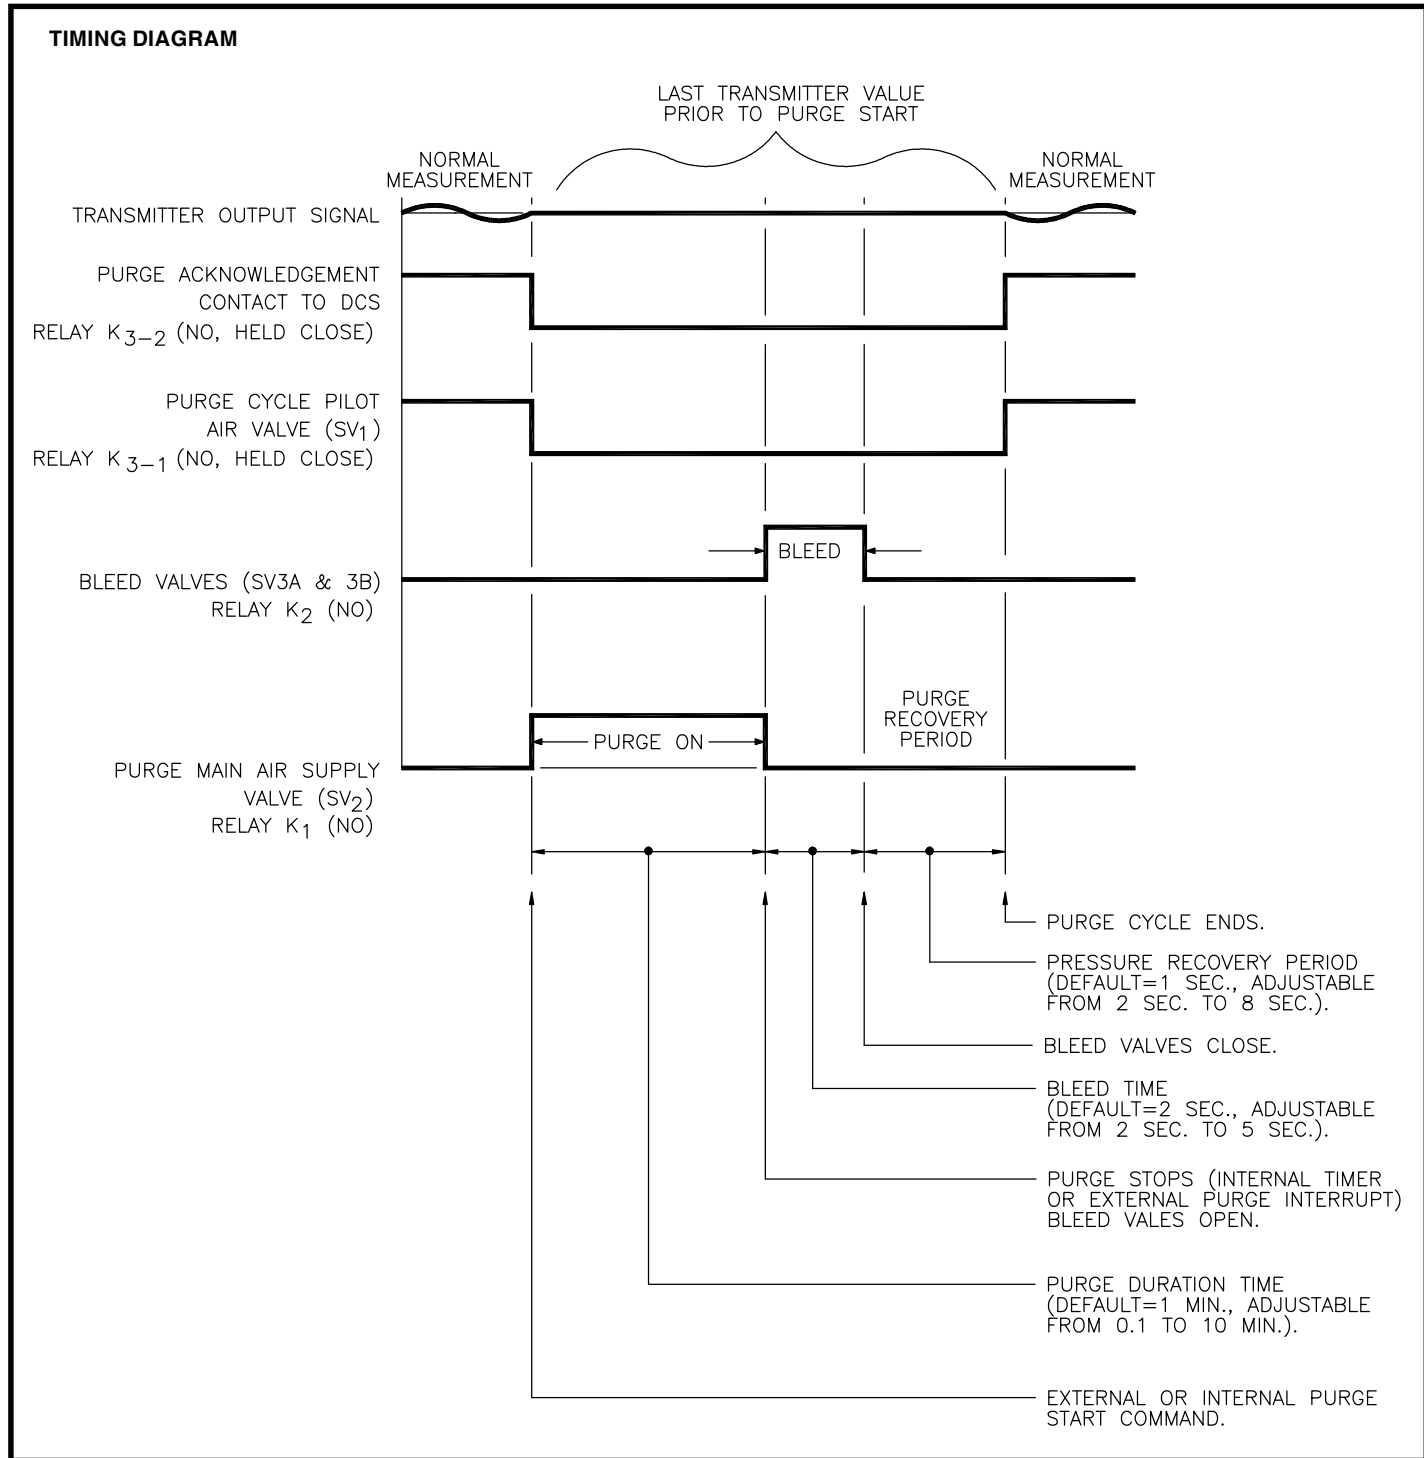 TIMING DIAGRAM
LAST TRANSMITTER VALUE
PRIOR TO PURGE START
NORMAL
MEASUREMENT
NORMAL
MEASUREMENT
TRANSMITTER OUTPUT SIGNAL
PURGE ACKNOWLEDGEMENT
CONTACT TO DCS
RELAY K3-2 (NO, HELD CLOSE)
PURGE CYCLE PILOT
AIR VALVE (SV1)
RELAY K3-1 (NO, HELD CLOSE)
BLEED
BLEED VALVES (SV3A & 3B)
RELAY K2 (NO)
PURGE
RECOVERY
PERIOD
PURGE ON
PURGE MAIN AIR SUPPLY
VALVE (SV2)
RELAY K1 (NO)
PURGE CYCLE ENDS.
PRESSURE RECOVERY PERIOD
(DEFAULT=1 SEC., ADJUSTABLE
FROM 2 SEC. TO 8 SEC.).
BLEED VALVES CLOSE.
BLEED TIME
(DEFAULT=2 SEC., ADJUSTABLE
FROM 2 SEC. TO 5 SEC.).
PURGE STOPS (INTERNAL TIMER
OR EXTERNAL PURGE INTERRUPT)
BLEED VALES OPEN.
PURGE DURATION TIME
(DEFAULT=1 MIN., ADJUSTABLE
FROM 0.1 TO 10 MIN.).
EXTERNAL OR INTERNAL PURGE
START COMMAND.